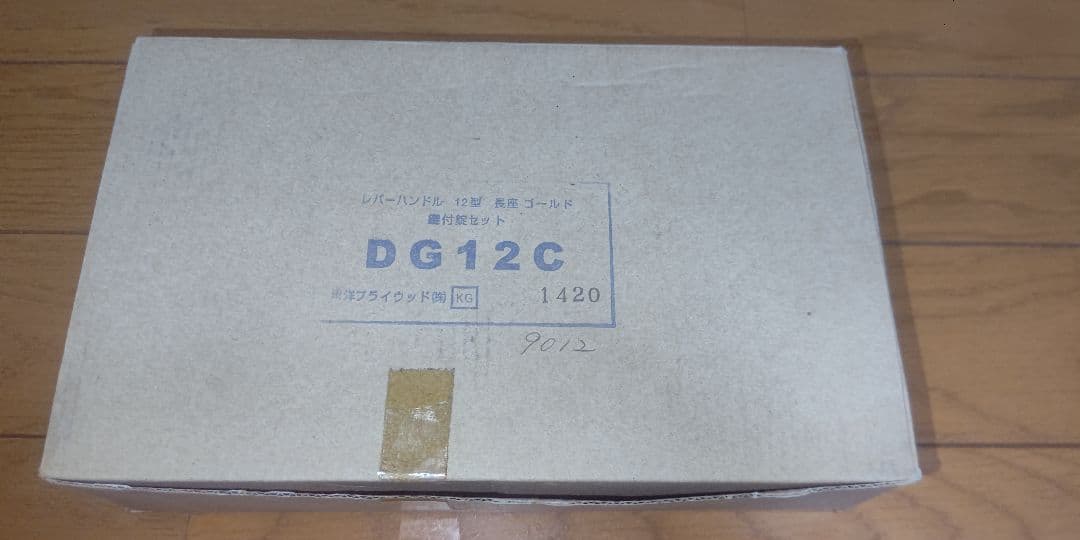 レバーハンドル 12型 長座 ゴールド
鍵付錠セット
DG12C
東洋プライウッド㈱ KG 1420
9012